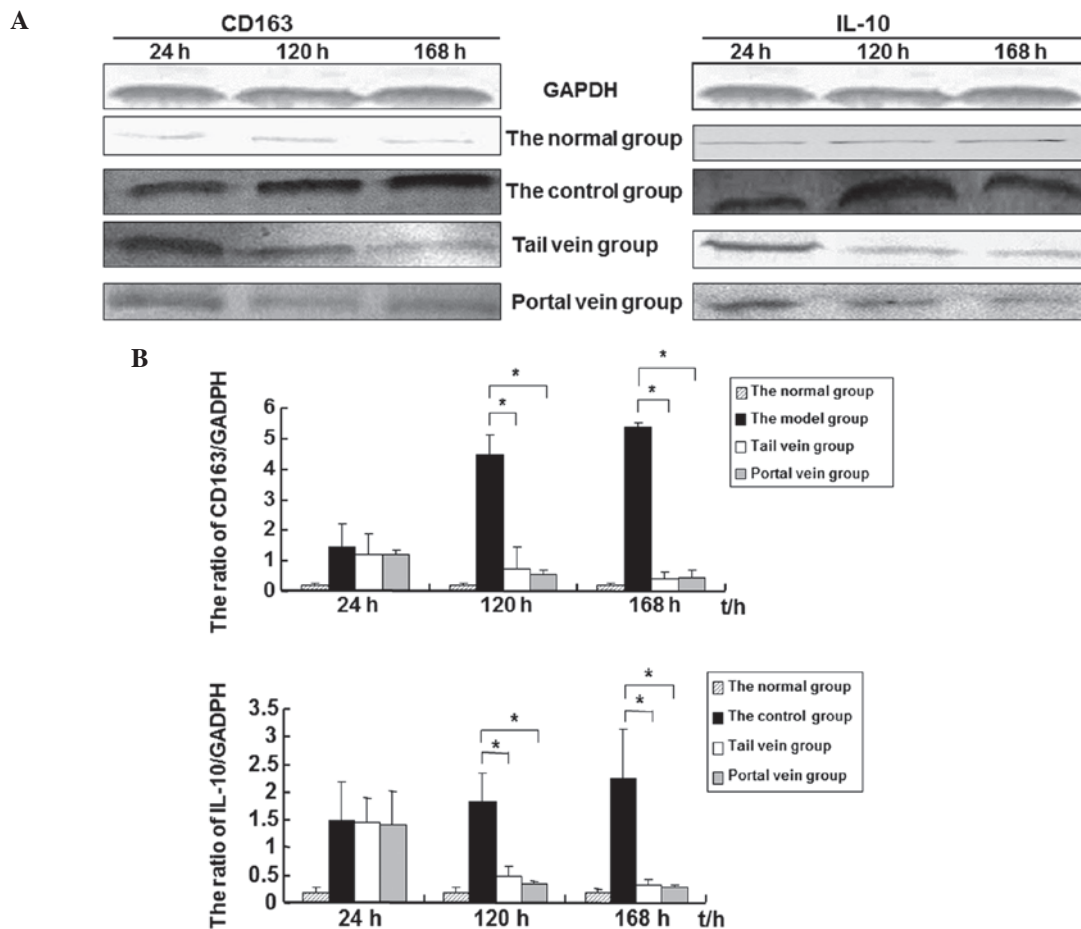 A
CD163
24 h 120 h 168 h
IL-10
24 h 120 h 168 h
GAPDH
The normal group
The control group
Tail vein group
Portal vein group
B
The ratio of CD163/GADPH
6
5
4
3
2
1
0
* * * *
24 h 120 h 168 h t/h
The normal group
The model group
Tail vein group
Portal vein group
The ratio of IL-10/GADPH
3.5
3
2.5
2
1.5
1
0.5
0
* * * *
24 h 120 h 168 h t/h
The normal group
The control group
Tail vein group
Portal vein group